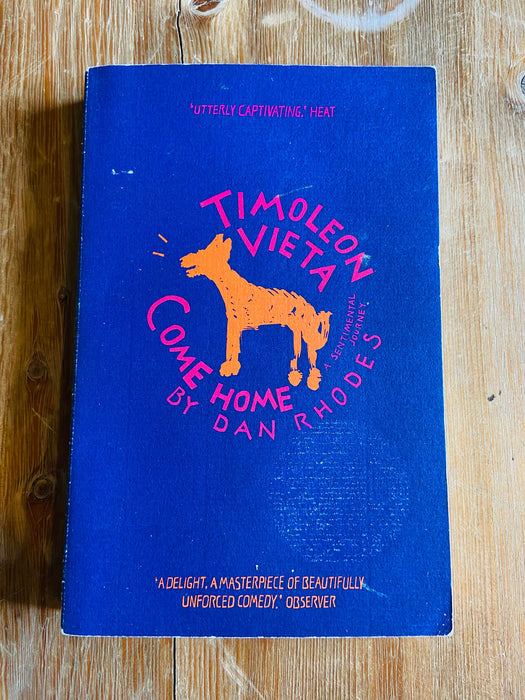 'UTTERLY CAPTIVATING,' HEAT
TIMOLEON
VIETA
COME HOME
A SENTIMENTAL
JOURNEY
BY DAN RHODES
'A DELIGHT, A MASTERPIECE OF BEAUTIFULLY
UNFORCED COMEDY,' OBSERVER